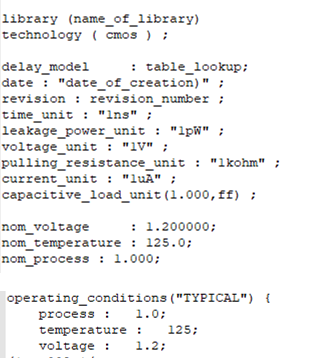 library (name_of_library)
technology ( cmos ) ;
delay_model : table_lookup;
date : "date_of_creation)" ;
revision : revision_number ;
time_unit : "1ns" ;
leakage_power_unit : "1pW" ;
voltage_unit : "1V" ;
pulling_resistance_unit : "1kohm" ;
current_unit : "1uA" ;
capacitive_load_unit(1.000,ff) ;
nom_voltage : 1.200000;
nom_temperature : 125.0;
nom_process : 1.000;
operating_conditions("TYPICAL") {
process : 1.0;
temperature : 125;
voltage : 1.2;